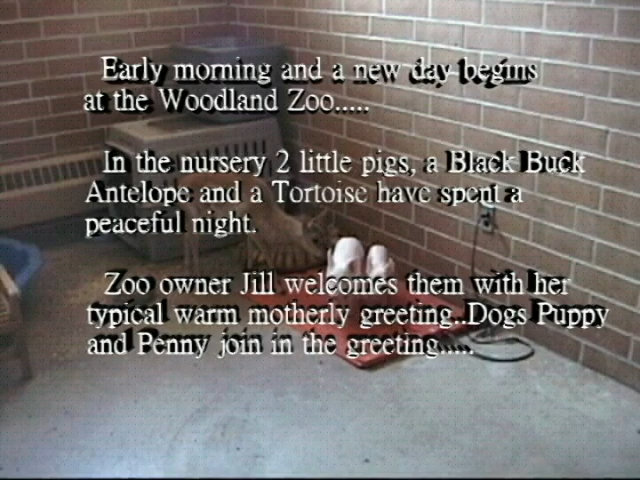 Early morning and a new day begins
at the Woodland Zoo.....
In the nursery 2 little pigs, a Black Buck
Antelope and a Tortoise have spent a
peaceful night.
Zoo owner Jill welcomes them with her
typical warm motherly greeting..Dogs Puppy
and Penny join in the greeting.....